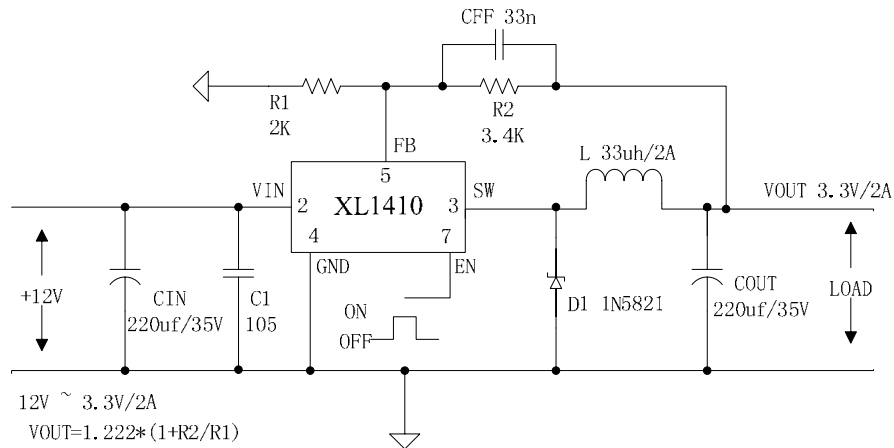 CFF 33n
R1
2K
R2
3.4K
FB
5
L 33uh/2A
VIN
SW
VOUT 3.3V/2A
2
XL1410
3
4
7
GND
EN
+12V
CIN
220uf/35V
C1
105
ON
OFF
D1 1N5821
COUT
220uf/35V
LOAD
12V ~ 3.3V/2A
VOUT=1.222*(1+R2/R1)